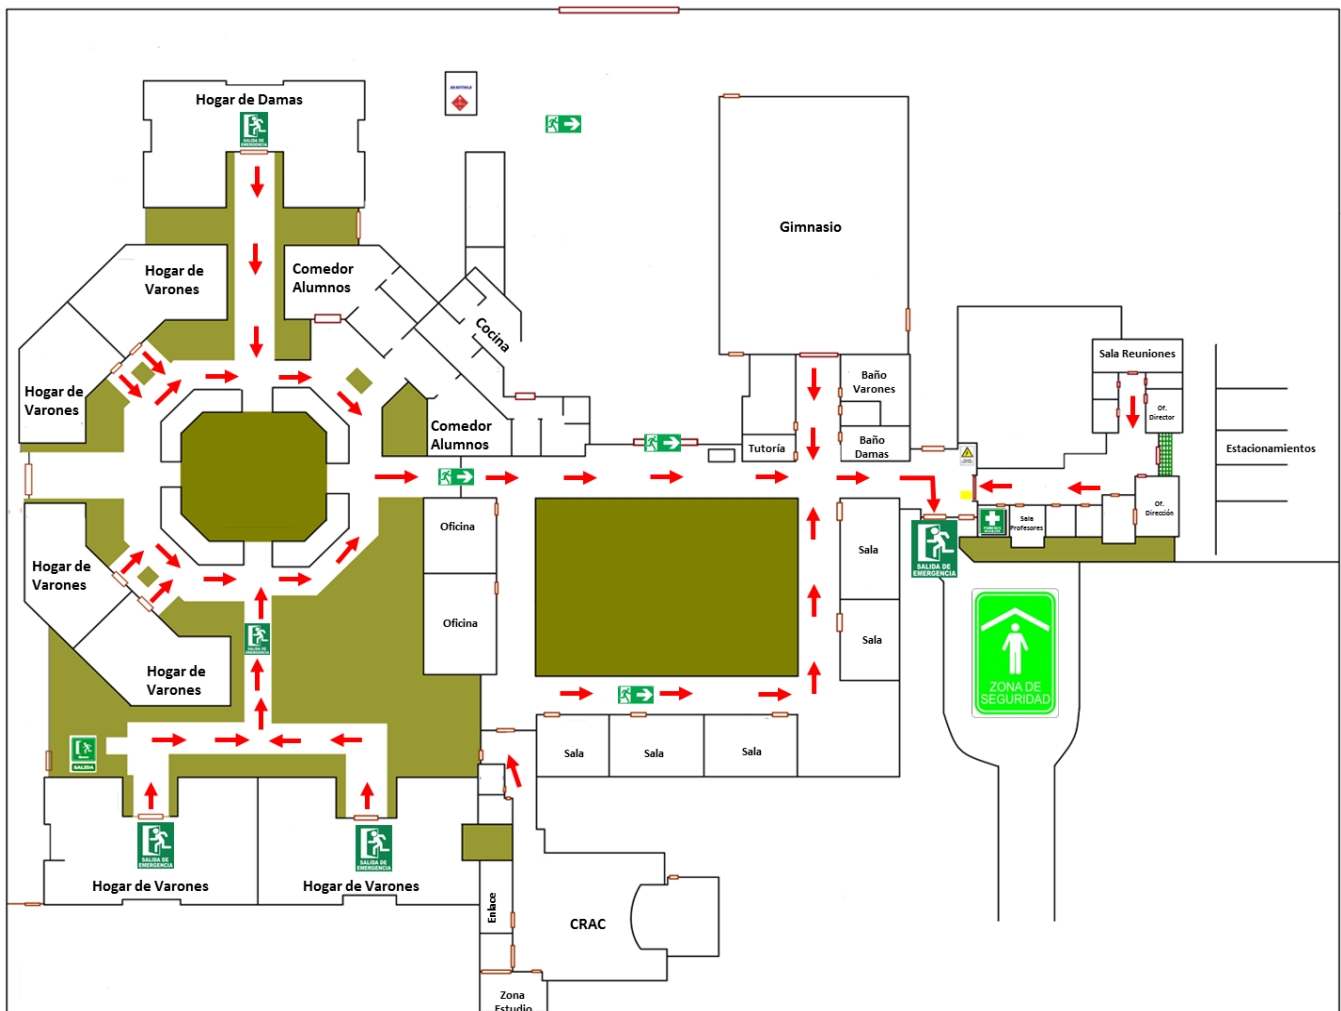 Hogar de Damas
SALIDA DE
EMERGENCIA
Gimnasio
Hogar de
Varones
Comedor
Alumnos
Cocina
Hogar de
Varones
Comedor
Alumnos
Tutoría
Baño
Varones
Baño
Damas
Sala Reuniones
Of.
Director
Estacionamientos
Of.
Dirección
Sala
Profesores
Oficina
Oficina
Sala
Sala
SALIDA DE
EMERGENCIA
ZONA DE
SEGURIDAD
Hogar de
Varones
Hogar de
Varones
SALIDA DE
EMERGENCIA
SALIDA
Sala
Sala
Sala
SALIDA DE
EMERGENCIA
SALIDA DE
EMERGENCIA
Hogar de Varones
Hogar de Varones
Enlace
CRAC
Zona
Estudio